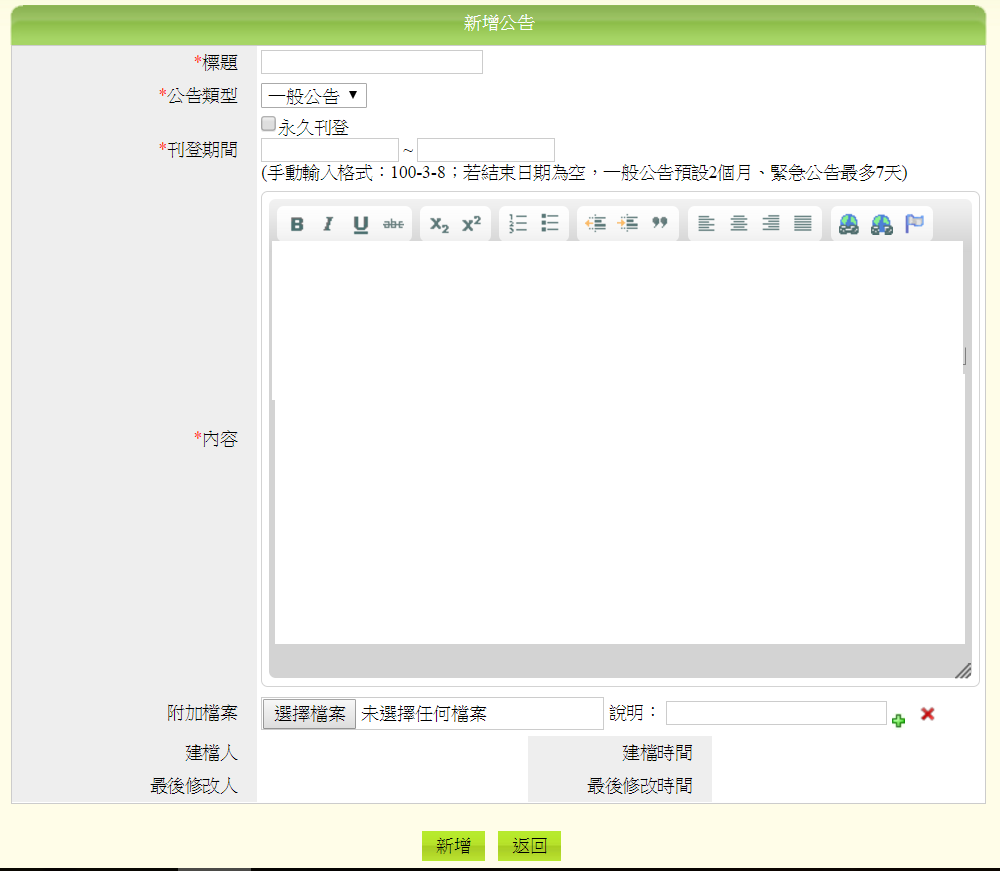 新增公告
*標題
*公告類型 一般公告 ▼
永久刊登
*刊登期間 ~
(手動輸入格式：100-3-8；若結束日期為空，一般公告預設2個月、緊急公告最多7天)
B I U abc X₂ X²
*內容
附加檔案 選擇檔案 未選擇任何檔案 說明：
建檔人 建檔時間
最後修改人 最後修改時間
新增 返回